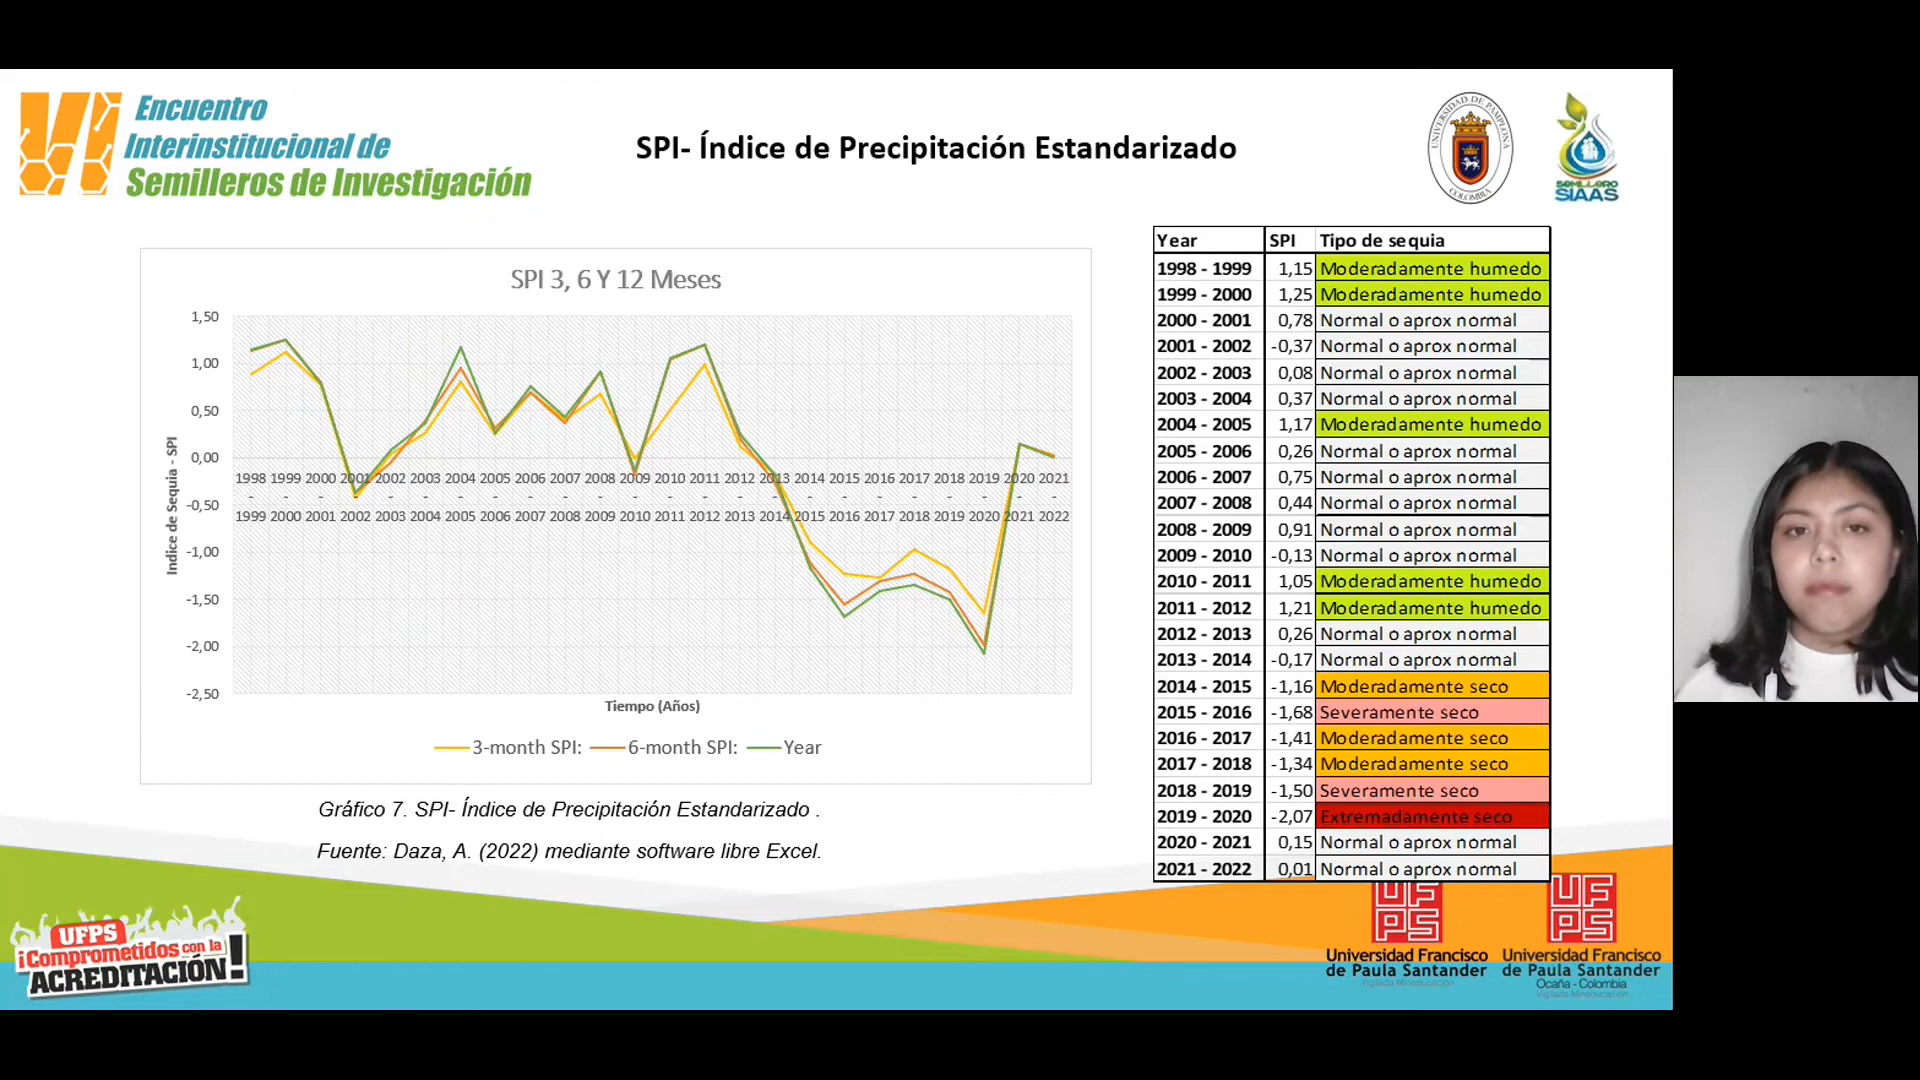 Encuentro
Interinstitucional de
Semilleros de Investigación
SPI- Índice de Precipitación Estandarizado
UNIVERSIDAD DE PAMPLONA
COLOMBIA
SEMILLERO
SIAAS
SPI 3, 6 Y 12 Meses
1,50
1,00
0,50
0,00
-0,50
-1,00
-1,50
-2,00
-2,50
Indice de Sequia - SPI
1998 1999 2000 2001 2002 2003 2004 2005 2006 2007 2008 2009 2010 2011 2012 2013 2014 2015 2016 2017 2018 2019 2020 2021
- - - - - - - - - - - - - - - - - - - - - - - -
1999 2000 2001 2002 2003 2004 2005 2006 2007 2008 2009 2010 2011 2012 2013 2014 2015 2016 2017 2018 2019 2020 2021 2022
Tiempo (Años)
3-month SPI: 6-month SPI: Year
Gráfico 7. SPI- Índice de Precipitación Estandarizado .
Fuente: Daza, A. (2022) mediante software libre Excel.
Year SPI Tipo de sequia
1998 - 1999 1,15 Moderadamente humedo
1999 - 2000 1,25 Moderadamente humedo
2000 - 2001 0,78 Normal o aprox normal
2001 - 2002 -0,37 Normal o aprox normal
2002 - 2003 0,08 Normal o aprox normal
2003 - 2004 0,37 Normal o aprox normal
2004 - 2005 1,17 Moderadamente humedo
2005 - 2006 0,26 Normal o aprox normal
2006 - 2007 0,75 Normal o aprox normal
2007 - 2008 0,44 Normal o aprox normal
2008 - 2009 0,91 Normal o aprox normal
2009 - 2010 -0,13 Normal o aprox normal
2010 - 2011 1,05 Moderadamente humedo
2011 - 2012 1,21 Moderadamente humedo
2012 - 2013 0,26 Normal o aprox normal
2013 - 2014 -0,17 Normal o aprox normal
2014 - 2015 -1,16 Moderadamente seco
2015 - 2016 -1,68 Severamente seco
2016 - 2017 -1,41 Moderadamente seco
2017 - 2018 -1,34 Moderadamente seco
2018 - 2019 -1,50 Severamente seco
2019 - 2020 -2,07 Extremadamente seco
2020 - 2021 0,15 Normal o aprox normal
2021 - 2022 0,01 Normal o aprox normal
UFPS
¡Comprometidos con la
ACREDITACIÓN!
UF
PS
Universidad Francisco
de Paula Santander
Vigilada Mineducación
UF
PS
Universidad Francisco
de Paula Santander
Ocaña - Colombia
Vigilada Mineducación